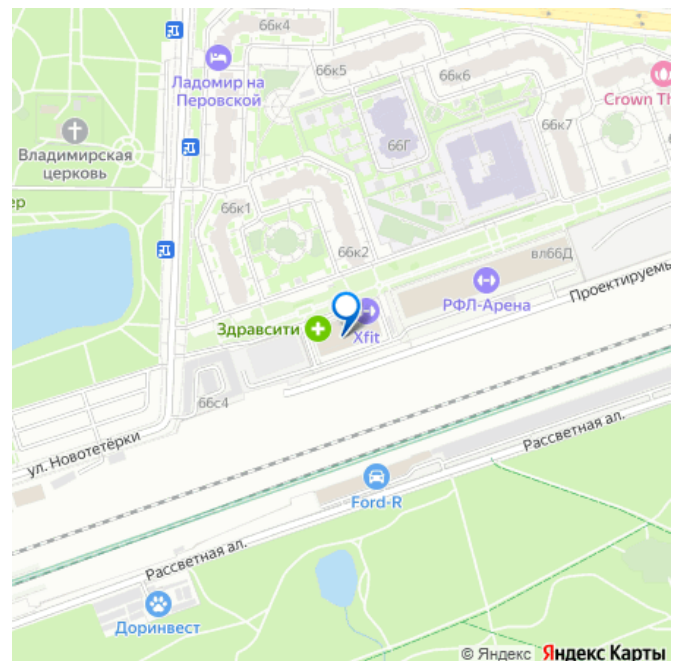 66к4
Ладомир на
Перовской
66к5
66к6
Crown Th
66к7
66Г
Владимирская
церковь
ер
66к1
66к2
вл66Д
РФЛ-Арена
Проектируемы
Здравсити
Xfit
66с4
ул. Новотетёрки
Рассветная ал.
Ford-R
Рассветная ал.
Доринвест
© Яндекс Яндекс Карты